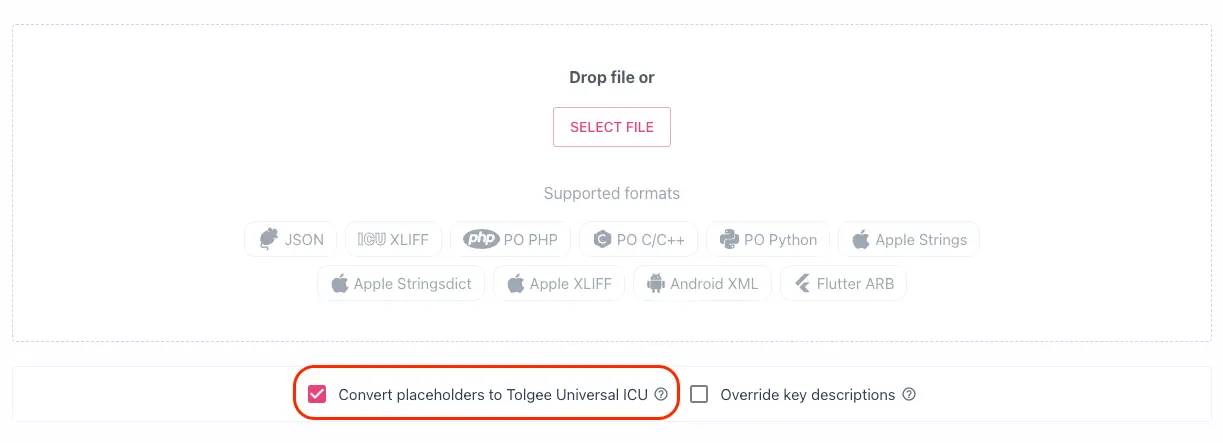 Drop file or
SELECT FILE
Supported formats
JSON ICU XLIFF php PO PHP C PO C/C++ PO Python Apple Strings
Apple Stringsdict Apple XLIFF Android XML Flutter ARB
Convert placeholders to Tolgee Universal ICU ? Override key descriptions ?